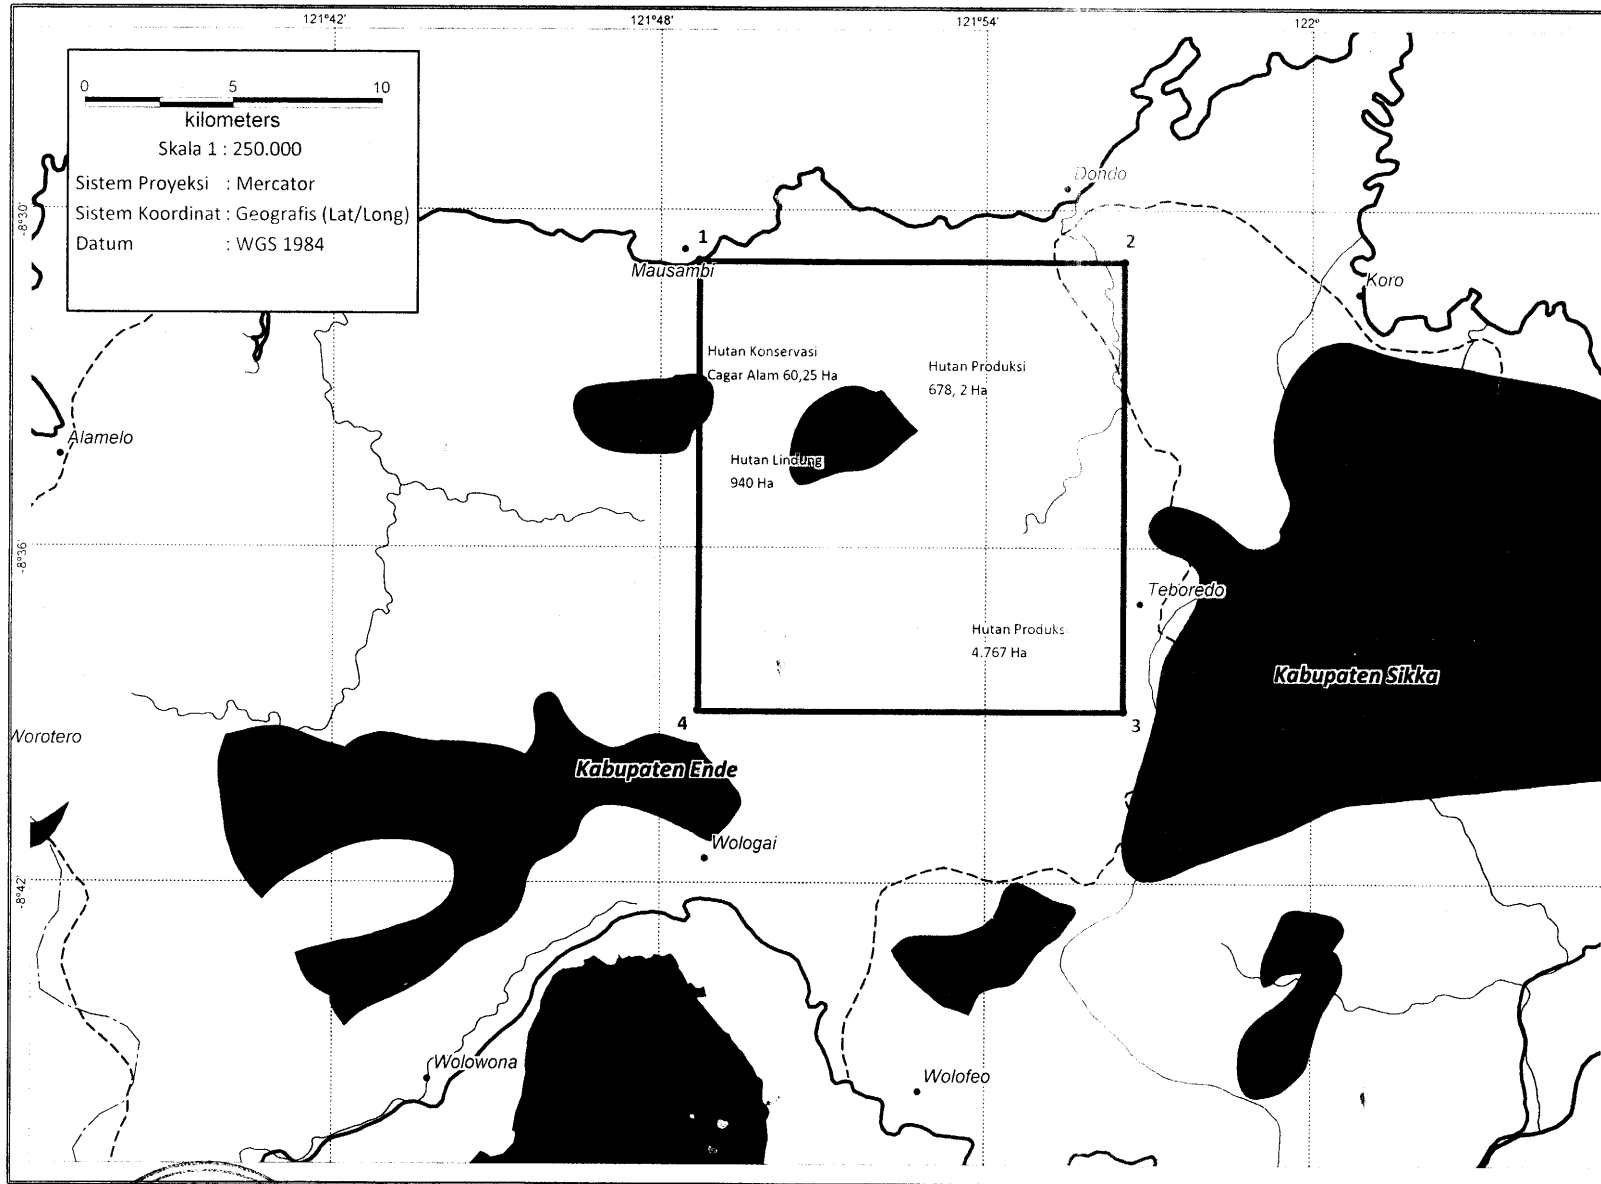 121°42' 121°48' 121°54' 122°
0 5 10
kilometers
Skala 1 : 250.000
Sistem Proyeksi : Mercator
Sistem Koordinat : Geografis (Lat/Long)
Datum : WGS 1984
Dondo
-8°30'
1
2
Mausambi
Koro
Hutan Konservasi
Cagar Alam 60,25 Ha
Hutan Produksi
678, 2 Ha
Alamelo
Hutan Lindung
940 Ha
-8°36'
Teboredo
Hutan Produks
4.767 Ha
Kabupaten Sikka
4
3
Worotero
Kabupaten Ende
Wologai
-8°42'
Wolowona
Wolofeo